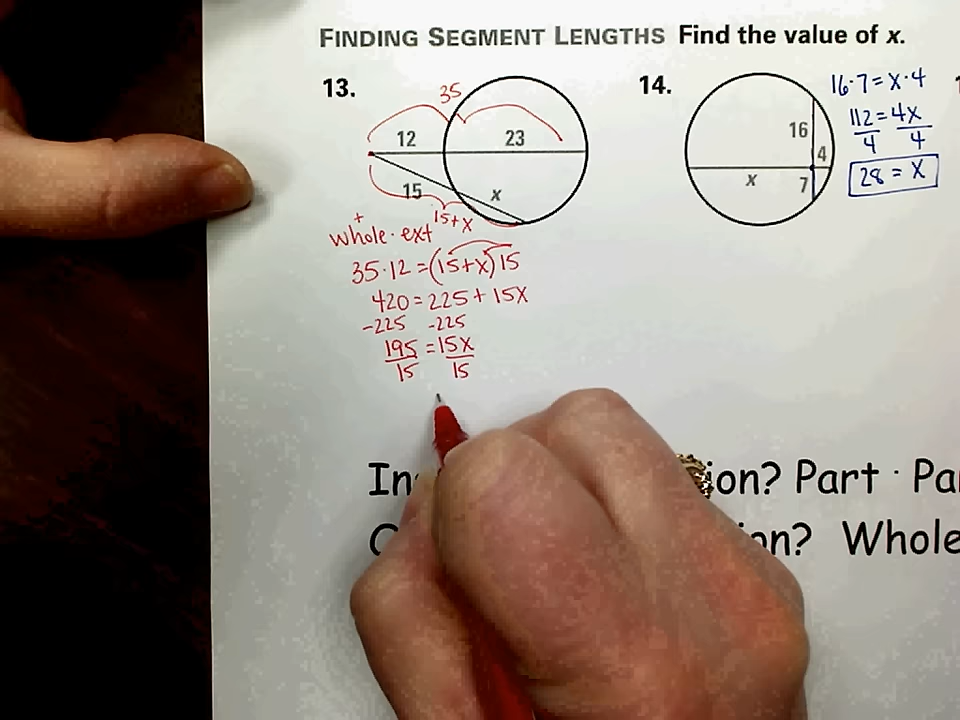 FINDING SEGMENT LENGTHS Find the value of x.
13.
35
12
23
15
x
+
15+x
whole · ext
35·12=(15+x)15
420=225+15x
-225 -225
195 =15x
15 15
14.
16
4
x
7
16·7=x·4
112=4x
4 4
28=x
ion? Part · Pa
on? Whole